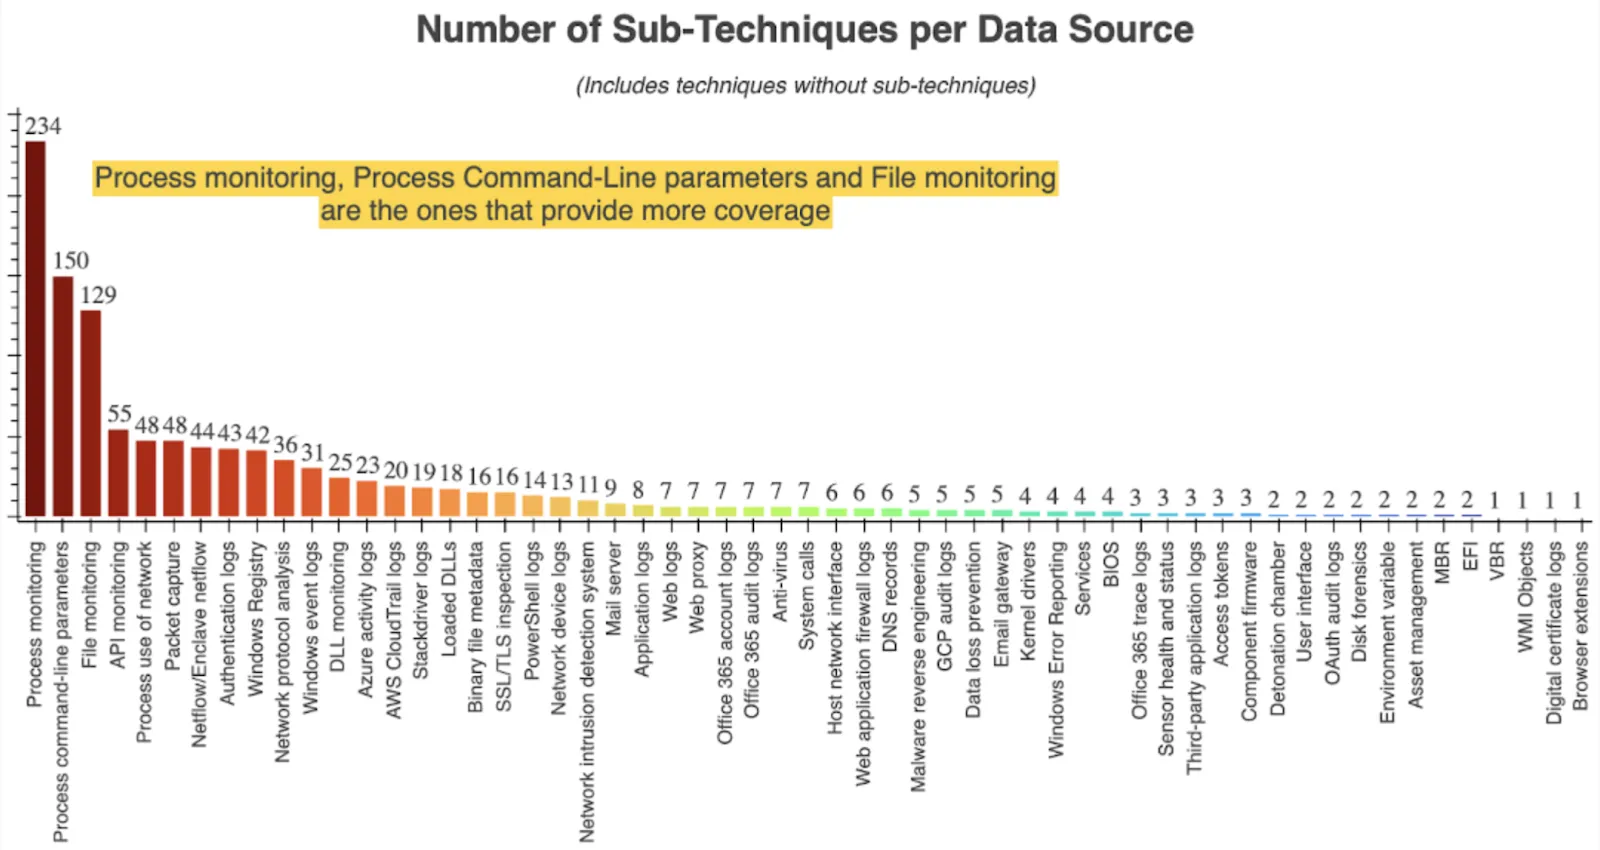 Number of Sub-Techniques per Data Source
(Includes techniques without sub-techniques)
Process monitoring, Process Command-Line parameters and File monitoring
are the ones that provide more coverage
234
150
129
55
48
48
44
43
42
36
31
25
23
20
19
18
16
16
14
13
11
9
8
7
7
7
7
7
7
6
6
6
5
5
5
5
4
4
4
4
3
3
3
3
3
2
2
2
2
2
2
2
2
1
1
1
1
Process monitoring
Process command-line parameters
File monitoring
API monitoring
Process use of network
Packet capture
Netflow/Enclave netflow
Authentication logs
Windows Registry
Network protocol analysis
Windows event logs
DLL monitoring
Azure activity logs
AWS CloudTrail logs
Stackdriver logs
Loaded DLLs
Binary file metadata
SSL/TLS inspection
PowerShell logs
Network device logs
Network intrusion detection system
Mail server
Application logs
Web logs
Web proxy
Office 365 account logs
Office 365 audit logs
Anti-virus
System calls
Host network interface
Web application firewall logs
DNS records
Malware reverse engineering
GCP audit logs
Data loss prevention
Email gateway
Kernel drivers
Windows Error Reporting
Services
BIOS
Office 365 trace logs
Sensor health and status
Third-party application logs
Access tokens
Component firmware
Detonation chamber
User interface
OAuth audit logs
Disk forensics
Environment variable
Asset management
MBR
EFI
VBR
WMI Objects
Digital certificate logs
Browser extensions